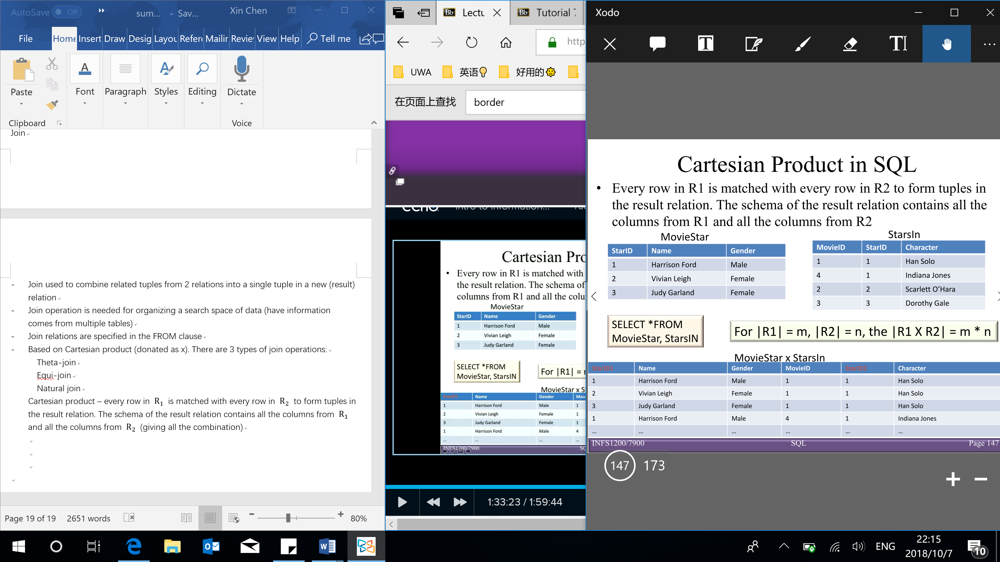 AutoSave Off
sum... - Sav...
Xin Chen
File Home Insert Draw Desig Layou Refere Mailin Review View Help Tell me
Paste
Font
Paragraph
Styles
Editing
Dictate
Clipboard
Voice
Join
- Join used to combine related tuples from 2 relations into a single tuple in a new (result)
relation
- Join operation is needed for organizing a search space of data (have information
comes from multiple tables)
- Join relations are specified in the FROM clause
- Based on Cartesian product (donated as x). There are 3 types of join operations:
Theta-join
Equi-join
Natural join
Cartesian product – every row in R1 is matched with every row in R2 to form tuples in
the result relation. The schema of the result relation contains all the columns from R1
and all the columns from R2 (giving all the combination)
Page 19 of 19 2651 words 80%
Bb Lectu
Bb Tutorial 7
http
UWA 英语 好用的
在页面上查找 border
echo Intro to Information...
Cartesian Pro
• Every row in R1 is matched with
the result relation. The schema of
columns from R1 and all the colu
MovieStar
StarID Name Gender
1 Harrison Ford Male
2 Vivian Leigh Female
3 Judy Garland Female
SELECT *FROM
MovieStar, StarsIN
For |R1| =
MovieStar x S
StarID1 Name Gender Mov
1 Harrison Ford Male 1
2 Vivian Leigh Female 1
3 Judy Garland Female 1
1 Harrison Ford Male 4
... ... ... ...
INFS1200/7900 SQ
1:33:23 / 1:59:44
Xodo
Cartesian Product in SQL
• Every row in R1 is matched with every row in R2 to form tuples in
the result relation. The schema of the result relation contains all the
columns from R1 and all the columns from R2
MovieStar
StarID Name Gender
1 Harrison Ford Male
2 Vivian Leigh Female
3 Judy Garland Female
StarsIn
MovieID StarID Character
1 1 Han Solo
4 1 Indiana Jones
2 2 Scarlett O’Hara
3 3 Dorothy Gale
SELECT *FROM
MovieStar, StarsIN
For |R1| = m, |R2| = n, the |R1 X R2| = m * n
MovieStar x StarsIn
StarID1 Name Gender MovieID StarID2 Character
1 Harrison Ford Male 1 1 Han Solo
2 Vivian Leigh Female 1 1 Han Solo
3 Judy Garland Female 1 1 Han Solo
1 Harrison Ford Male 4 1 Indiana Jones
... ... ... ... ... ...
INFS1200/7900 SQL Page 147
147 173
ENG
22:15
2018/10/7
10